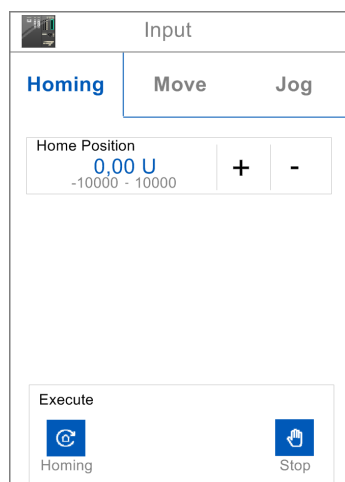 Input
Homing Move Jog
Home Position
0,00 U
-10000 - 10000
+ -
Execute
Homing Stop